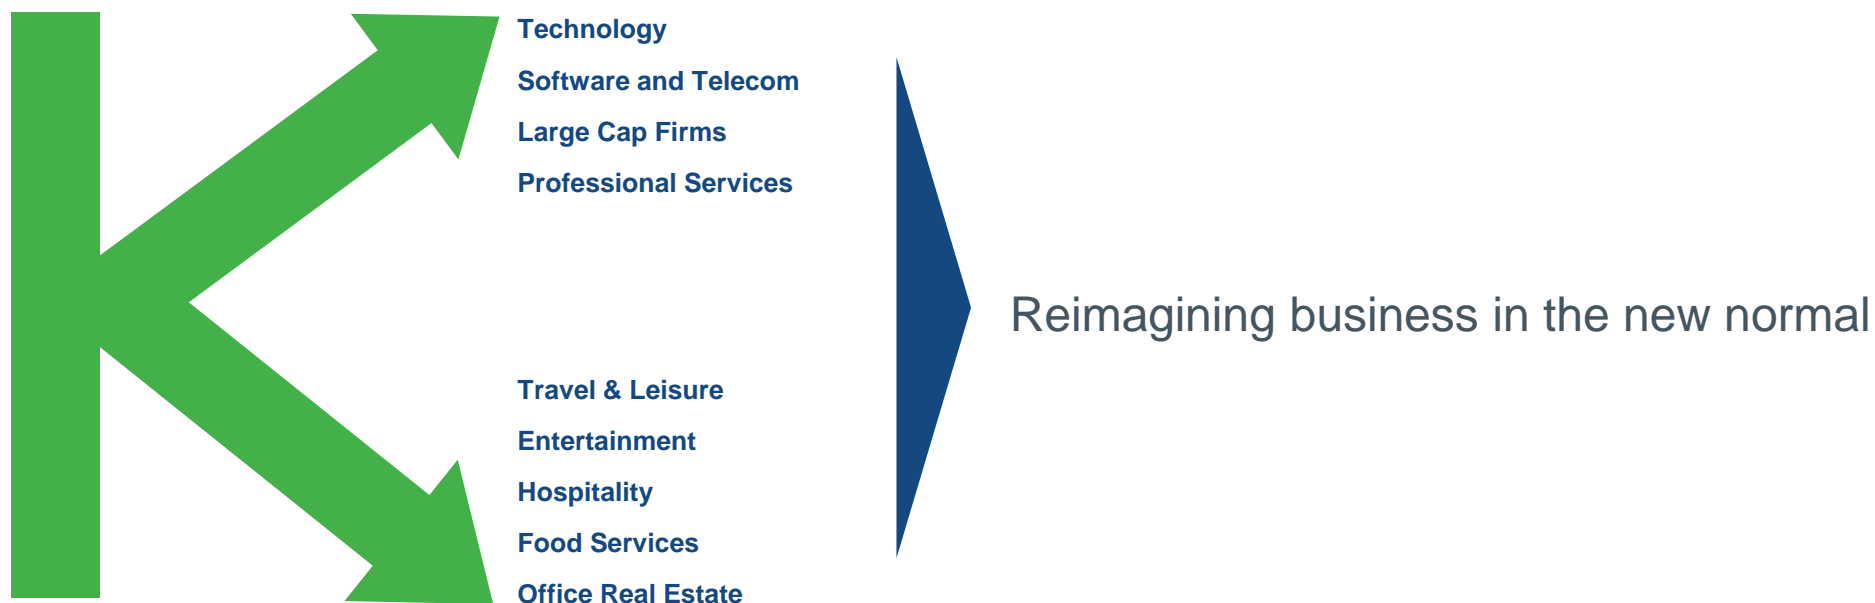 Technology
Software and Telecom
Large Cap Firms
Professional Services
Reimagining business in the new normal
Travel & Leisure
Entertainment
Hospitality
Food Services
Office Real Estate